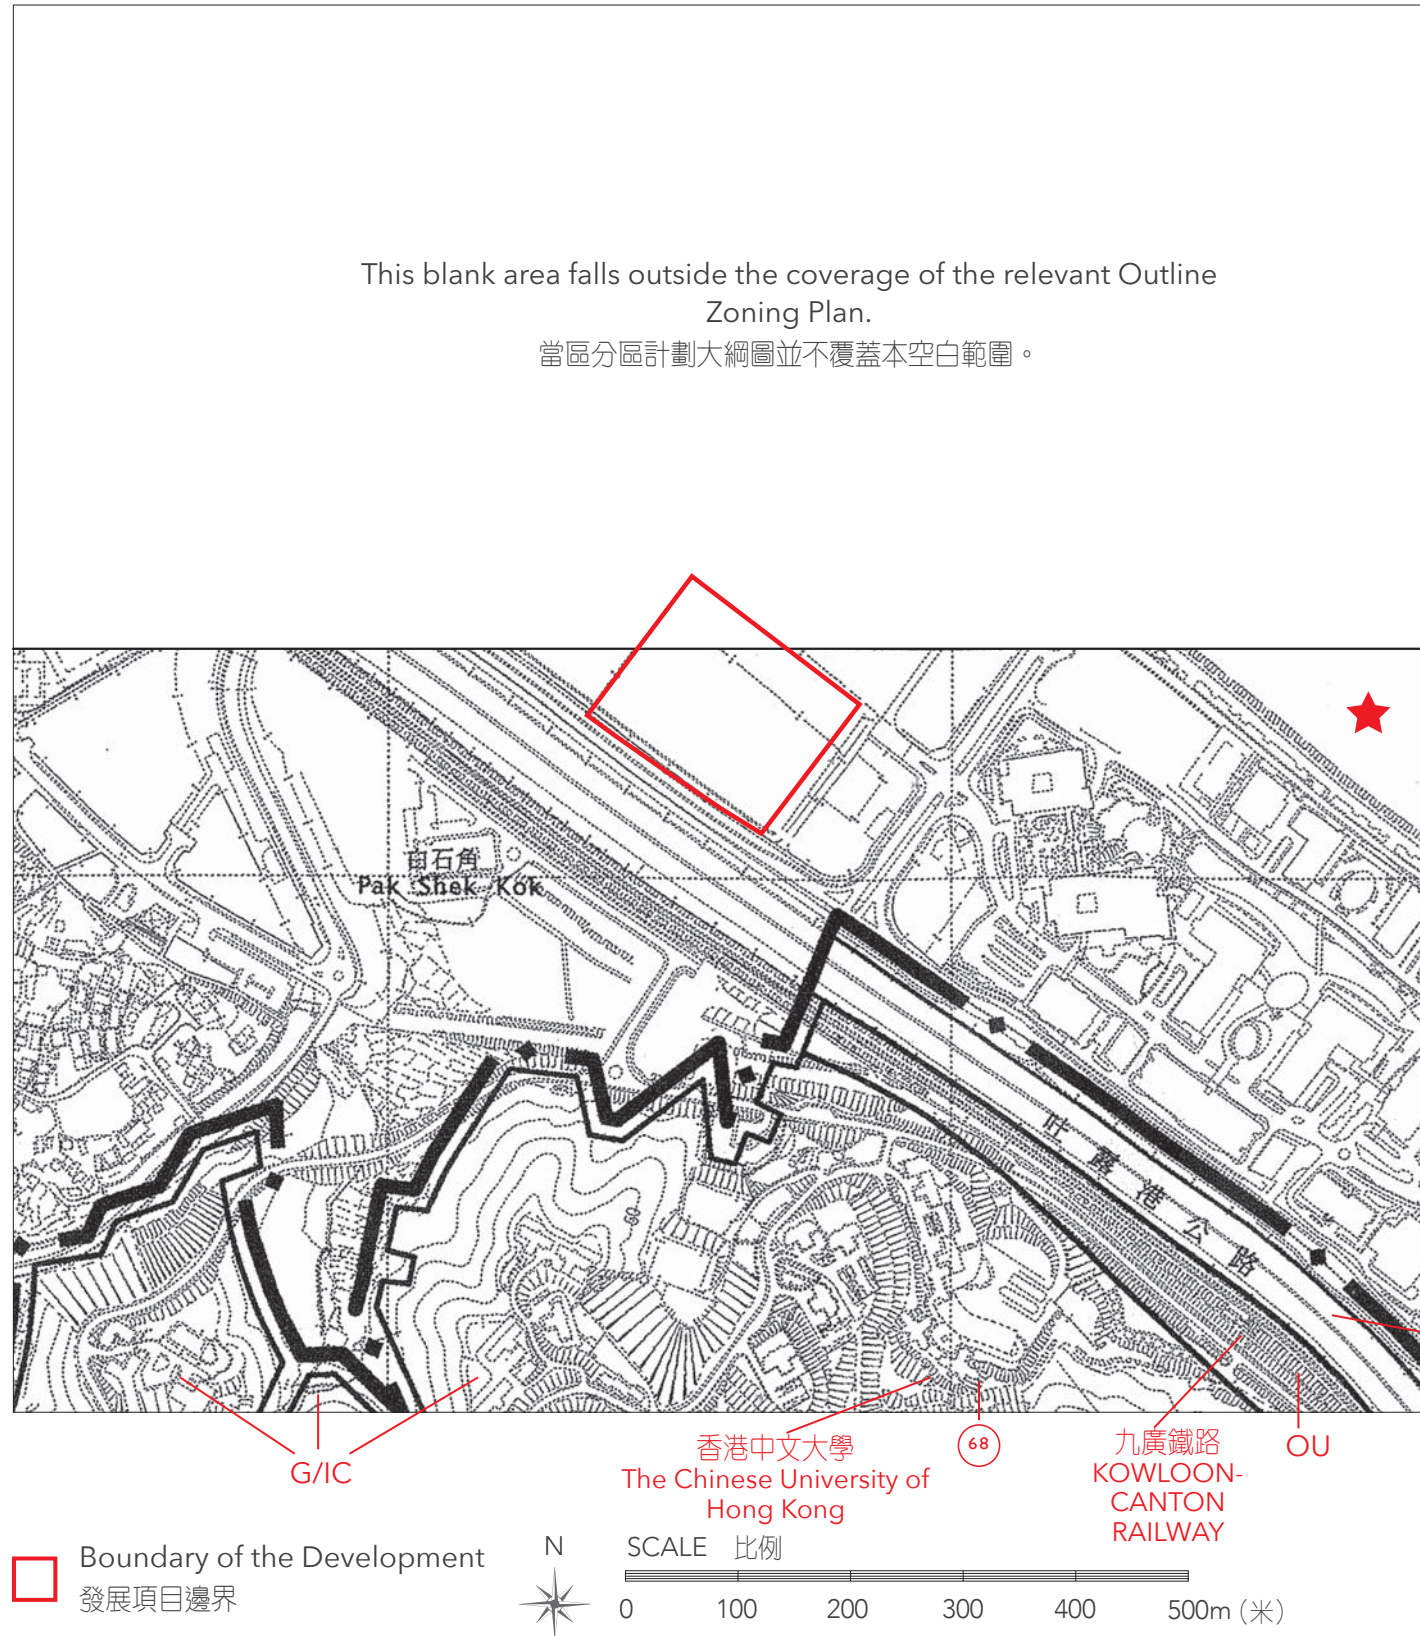 This blank area falls outside the coverage of the relevant Outline
Zoning Plan.
當區分區計劃大綱圖並不覆蓋本空白範圍。
白石角
Pak Shek Kok
吐露港公路
G/IC
香港中文大學
The Chinese University of
Hong Kong
68
九廣鐵路
KOWLOON-
CANTON
RAILWAY
OU
Boundary of the Development
發展項目邊界
N
SCALE 比例
0 100 200 300 400 500m (米)